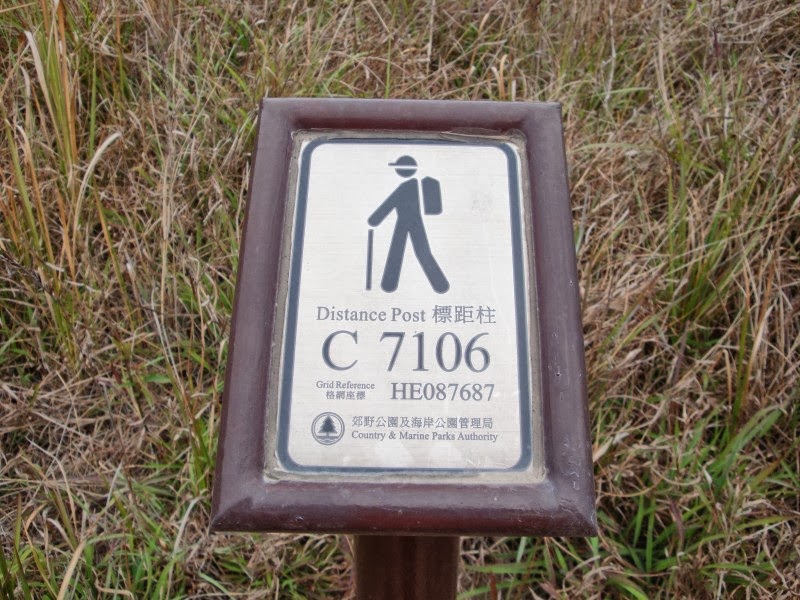 Distance Post 標距柱
C 7106
Grid Reference
格網座標
HE087687
郊野公園及海岸公園管理局
Country & Marine Parks Authority